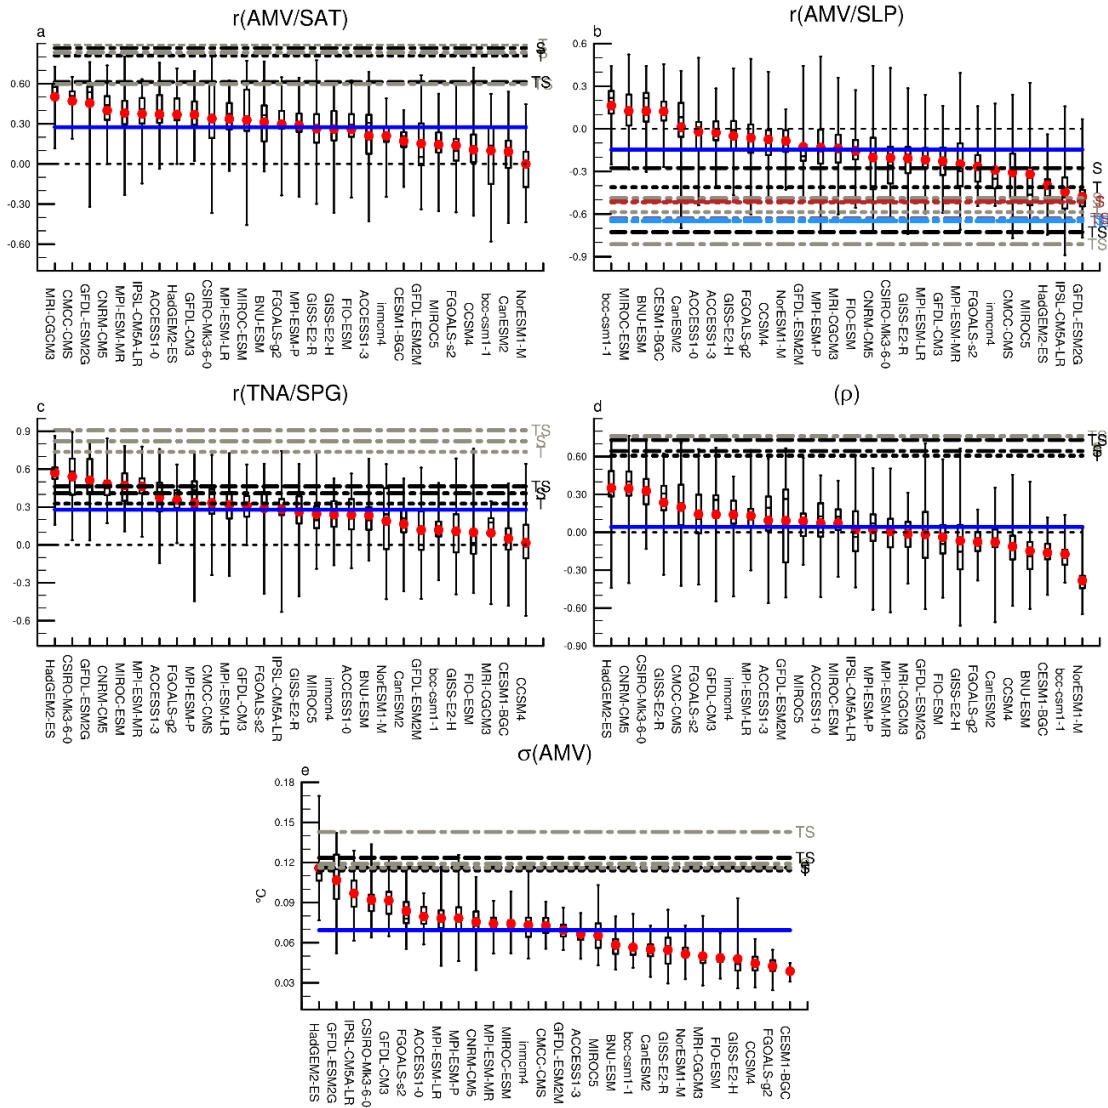 r(AMV/SAT)
a
0.60
0.30
0.00
-0.30
-0.60
TS
MRI-CGCM3
CMCC-CMS
GFDL-ESM2G
CNRM-CM5
MPI-ESM-MR
IPSL-CM5A-LR
ACCESS1-0
HadGEM2-ES
GFDL-CM3
CSIRO-Mk3-6-0
MPI-ESM-LR
MIROC-ESM
BNU-ESM
FGOALS-g2
MPI-ESM-P
GISS-E2-R
GISS-E2-H
FIO-ESM
ACCESS1-3
inmcm4
CESM1-BGC
GFDL-ESM2M
MIROC5
FGOALS-s2
CCSM4
bcc-csm1-1
CanESM2
NorESM1-M
r(AMV/SLP)
b
0.6
0.3
0.0
-0.3
-0.6
-0.9
S
T
TS
TS
bcc-csm1-1
MIROC-ESM
BNU-ESM
CESM1-BGC
CanESM2
ACCESS1-0
ACCESS1-3
GISS-E2-H
FGOALS-g2
CCSM4
NorESM1-M
GFDL-ESM2M
MPI-ESM-P
MRI-CGCM3
FIO-ESM
CNRM-CM5
CSIRO-Mk3-6-0
GISS-E2-R
MPI-ESM-LR
GFDL-CM3
MPI-ESM-MR
FGOALS-s2
inmcm4
CMCC-CMS
MIROC5
HadGEM2-ES
IPSL-CM5A-LR
GFDL-ESM2G
r(TNA/SPG)
c
0.9
0.6
0.3
0.0
-0.3
-0.6
TS
S
T
TS
S
T
HadGEM2-ES
CSIRO-Mk3-6-0
GFDL-ESM2G
CNRM-CM5
MIROC-ESM
MPI-ESM-MR
ACCESS1-3
FGOALS-g2
MPI-ESM-P
CMCC-CMS
MPI-ESM-LR
GFDL-CM3
FGOALS-s2
IPSL-CM5A-LR
GISS-E2-R
MIROC5
inmcm4
ACCESS1-0
BNU-ESM
NorESM1-M
CanESM2
GFDL-ESM2M
bcc-csm1-1
GISS-E2-H
FIO-ESM
MRI-CGCM3
CESM1-BGC
CCSM4
(ρ)
d
0.60
0.30
0.00
-0.30
-0.60
-0.90
TS
T
HadGEM2-ES
CNRM-CM5
CSIRO-Mk3-6-0
GISS-E2-R
CMCC-CMS
FGOALS-s2
GFDL-CM3
inmcm4
MPI-ESM-LR
ACCESS1-3
GFDL-ESM2M
MIROC5
ACCESS1-0
MIROC-ESM
IPSL-CM5A-LR
MPI-ESM-P
MPI-ESM-MR
MRI-CGCM3
GFDL-ESM2G
FIO-ESM
GISS-E2-H
FGOALS-g2
CanESM2
CCSM4
BNU-ESM
CESM1-BGC
bcc-csm1-1
NorESM1-M
σ(AMV)
e
0.18
0.15
0.12
0.09
0.06
0.03
°C
TS
TS
HadGEM2-ES
GFDL-ESM2G
IPSL-CM5A-LR
CSIRO-Mk3-6-0
GFDL-CM3
FGOALS-s2
ACCESS1-0
MPI-ESM-LR
MPI-ESM-P
CNRM-CM5
MPI-ESM-MR
MIROC-ESM
inmcm4
CMCC-CMS
GFDL-ESM2M
ACCESS1-3
MIROC5
BNU-ESM
bcc-csm1-1
CanESM2
GISS-E2-R
NorESM1-M
MRI-CGCM3
FIO-ESM
GISS-E2-H
CCSM4
FGOALS-g2
CESM1-BGC